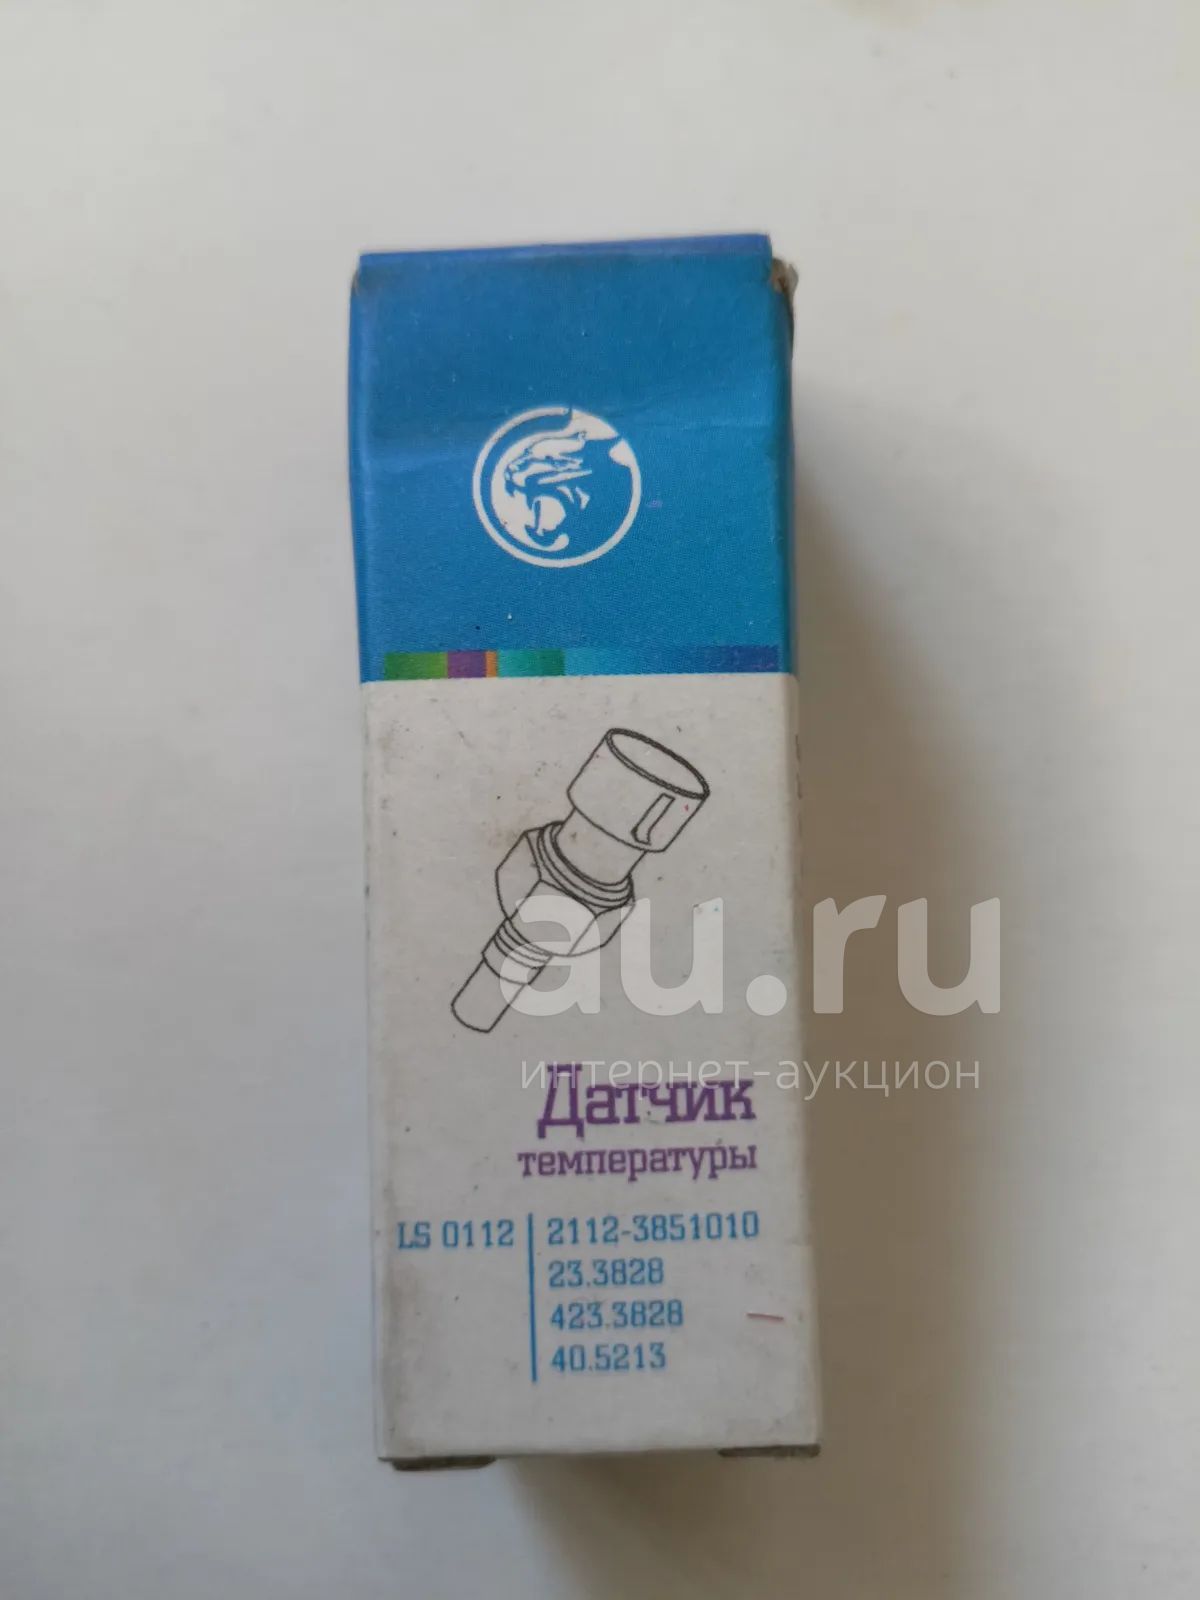 au.ru
интернет-аукцион
Датчик
температуры
LS 0112 2112-3851010
23.3828
423.3828
40.5213